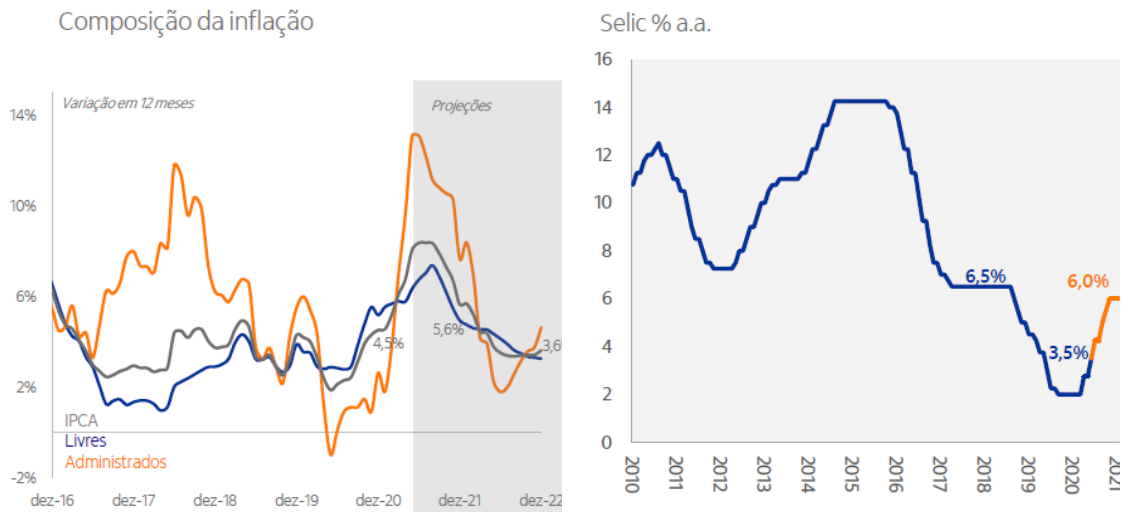 Composição da inflação
Variação em 12 meses
Projeções
14%
10%
6%
2%
-2%
4,5%
5,6%
3,6
IPCA
Livres
Administrados
dez-16
dez-17
dez-18
dez-19
dez-20
dez-21
dez-22
Selic % a.a.
16
14
12
10
8
6
4
2
0
6,5%
6,0%
3,5%
2010
2011
2012
2013
2014
2015
2016
2017
2018
2019
2020
2021